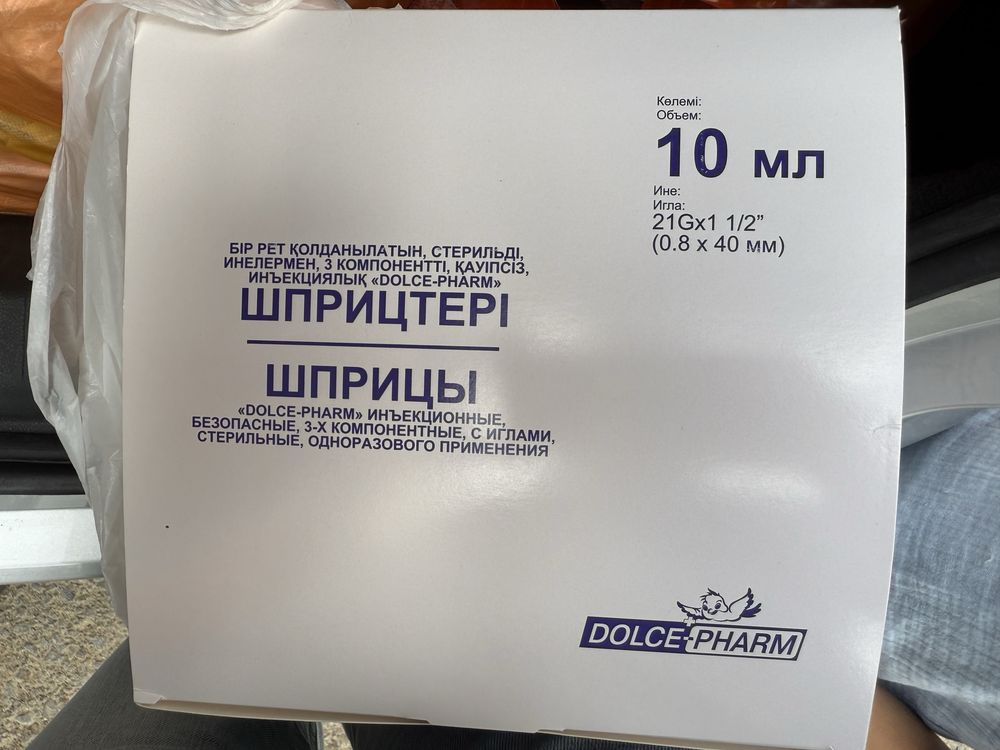 Көлемі:
Объем:
10 мл
Ине:
Игла:
21Gx1 1/2”
(0.8 x 40 мм)
БІР РЕТ ҚОЛДАНЫЛАТЫН, СТЕРИЛЬДІ,
ИНЕЛЕРМЕН, 3 КОМПОНЕНТТІ, ҚАУІПСІЗ,
ИНЪЕКЦИЯЛЫҚ «DOLCE-PHARM»
ШПРИЦТЕРІ
ШПРИЦЫ
«DOLCE-PHARM» ИНЪЕКЦИОННЫЕ,
БЕЗОПАСНЫЕ, 3-Х КОМПОНЕНТНЫЕ, С ИГЛАМИ,
СТЕРИЛЬНЫЕ, ОДНОРАЗОВОГО ПРИМЕНЕНИЯ
DOLCE-PHARM